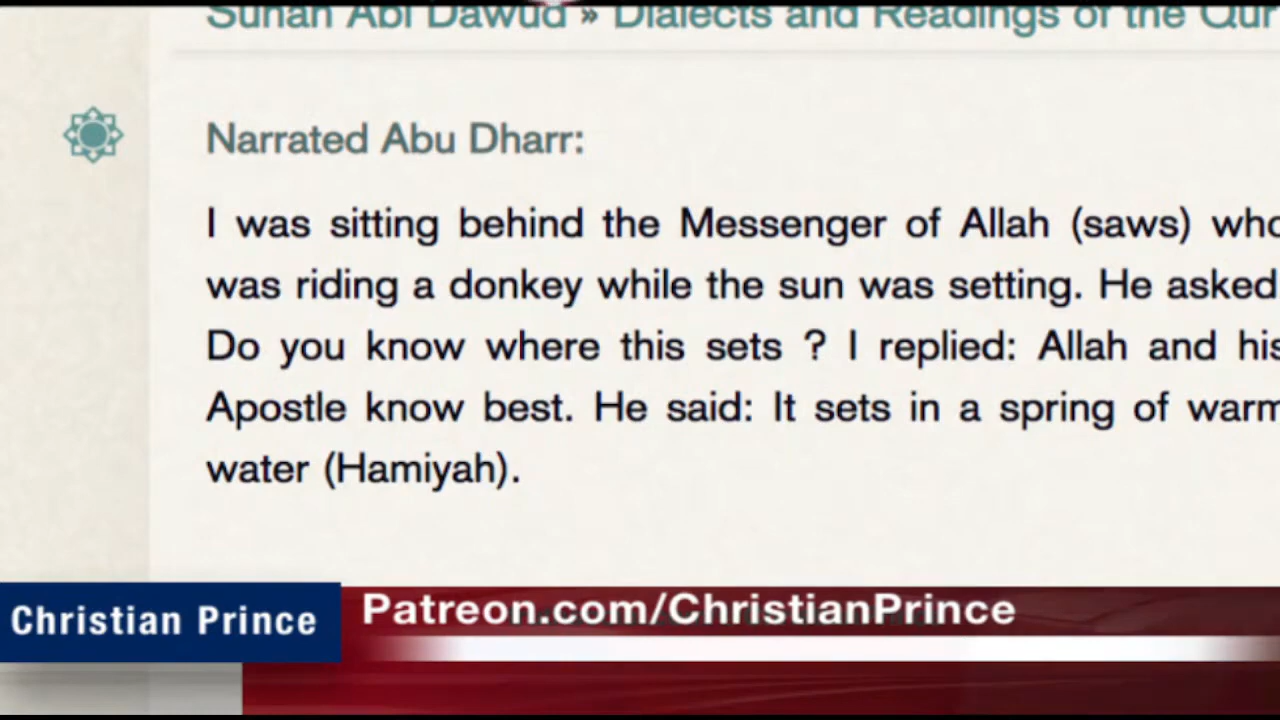 Sunan Abi Dawud » Dialects and Readings of the Qur
Narrated Abu Dharr:
I was sitting behind the Messenger of Allah (saws) who
was riding a donkey while the sun was setting. He asked
Do you know where this sets ? I replied: Allah and his
Apostle know best. He said: It sets in a spring of warm
water (Hamiyah).
Christian Prince
Patreon.com/ChristianPrince